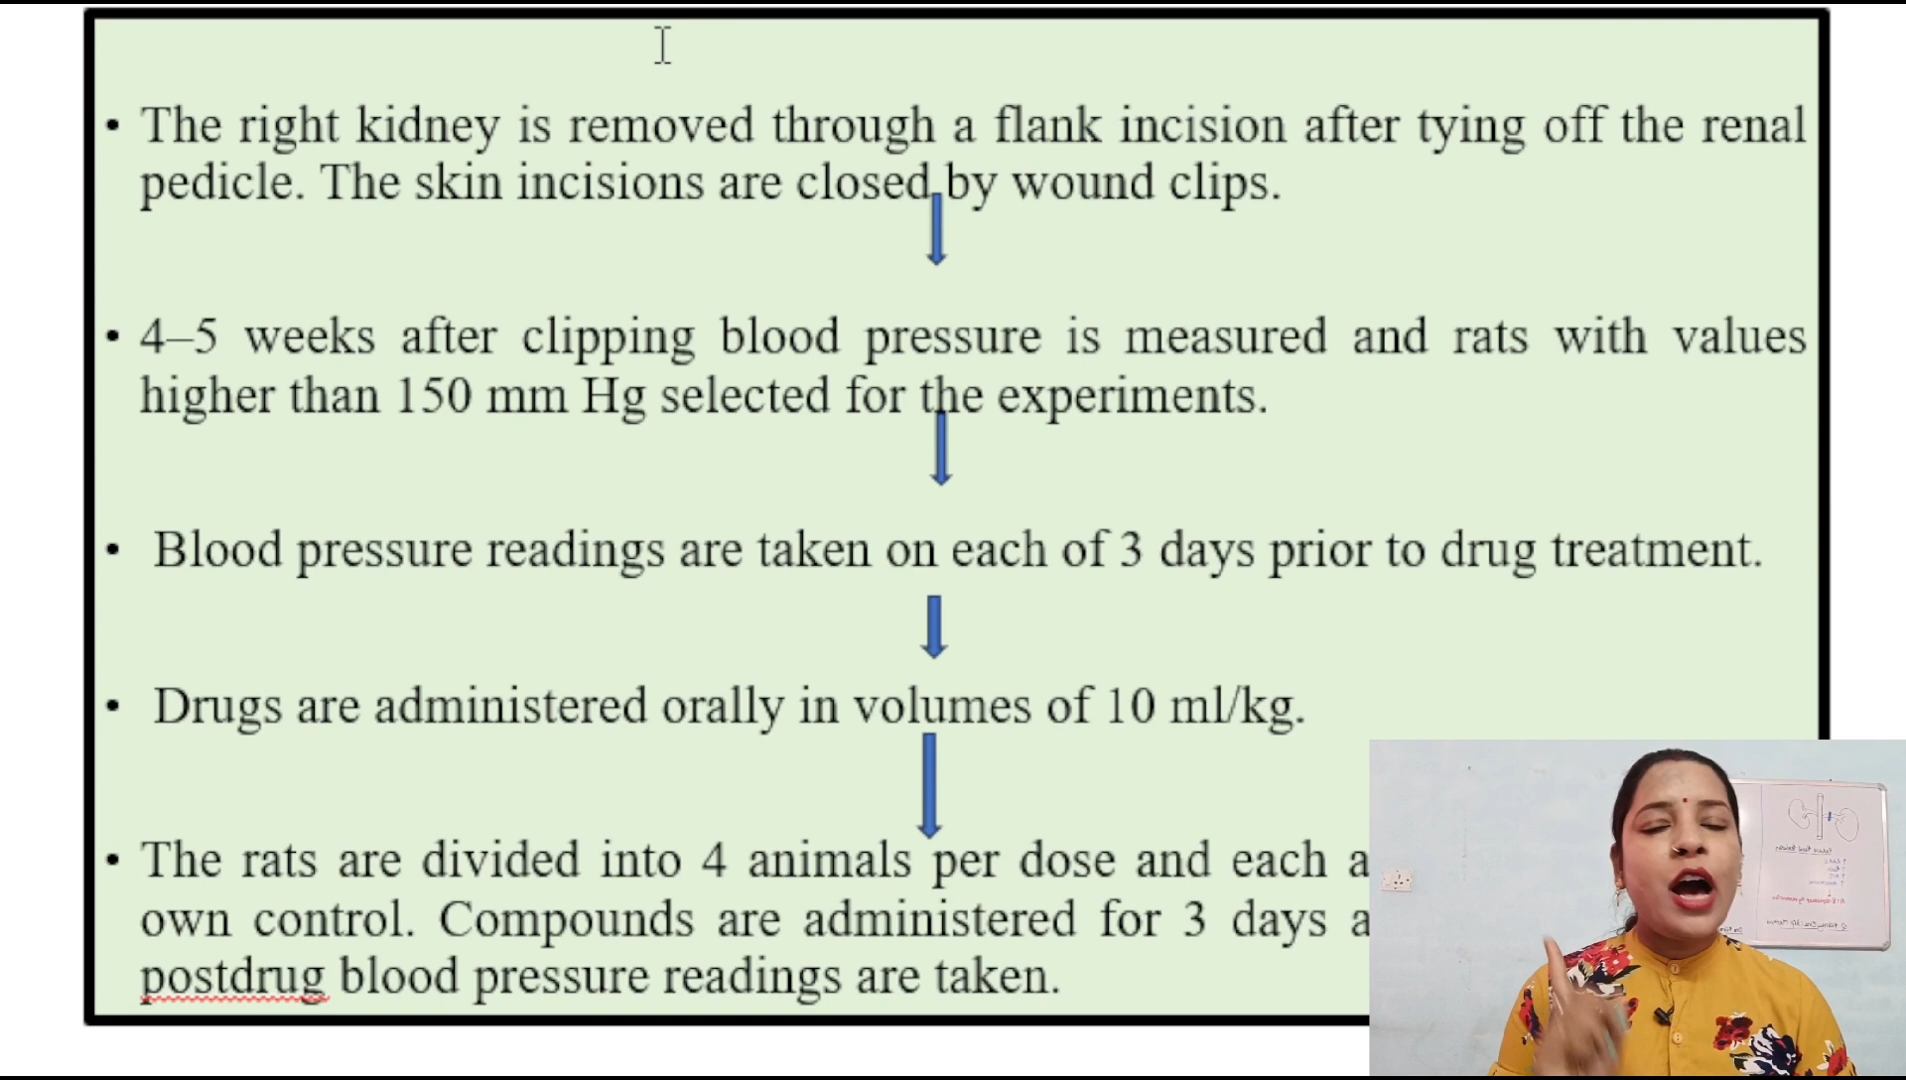 • The right kidney is removed through a flank incision after tying off the renal
pedicle. The skin incisions are closed by wound clips.
• 4–5 weeks after clipping blood pressure is measured and rats with values
higher than 150 mm Hg selected for the experiments.
• Blood pressure readings are taken on each of 3 days prior to drug treatment.
• Drugs are administered orally in volumes of 10 ml/kg.
• The rats are divided into 4 animals per dose and each a
own control. Compounds are administered for 3 days a
postdrug blood pressure readings are taken.